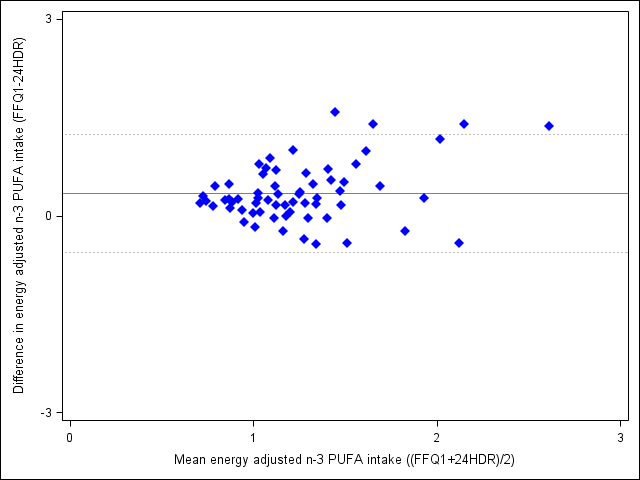 Difference in energy adjusted n-3 PUFA intake (FFQ1-24HDR)
3
0
-3
0 1 2 3
Mean energy adjusted n-3 PUFA intake ((FFQ1+24HDR)/2)